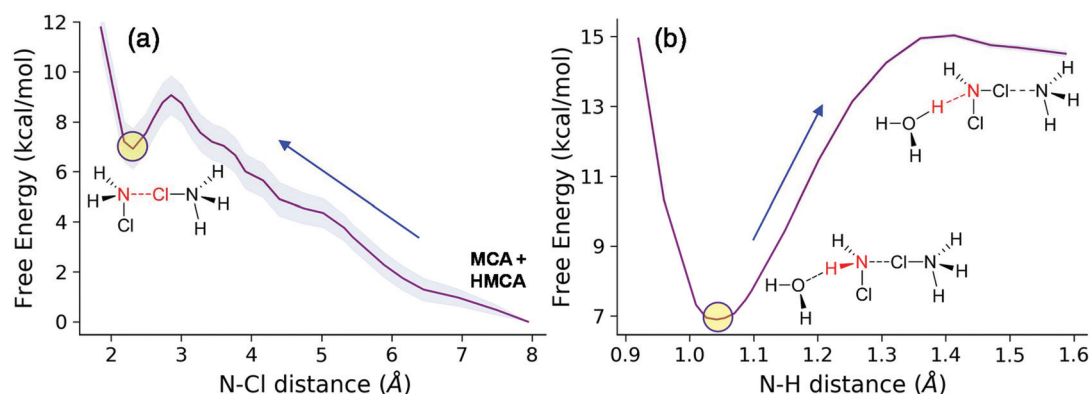 (a)
Free Energy (kcal/mol)
12
10
8
6
4
2
0
H
H
N
Cl
N
H
H
H
Cl
MCA +
HMCA
2
3
4
5
6
7
8
N-Cl distance (Å)
(b)
Free Energy (kcal/mol)
15
13
15
9
7
H
H
N
Cl
N
H
H
H
O
H
Cl
H
H
H
N
Cl
N
H
H
H
O
H
Cl
H
0.9
1.0
1.1
1.2
1.3
1.4
1.5
1.6
N-H distance (Å)